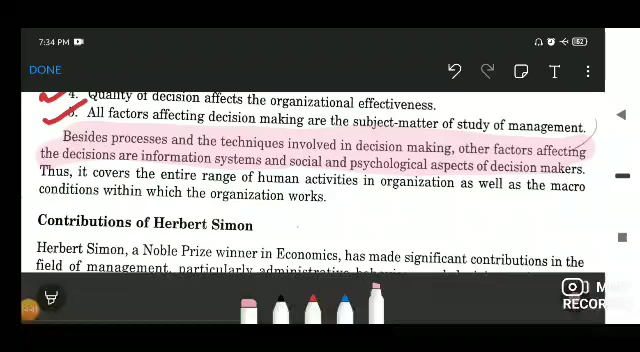 7:34 PM
52
DONE
T
4. Quality of decision affects the organizational effectiveness.
5. All factors affecting decision making are the subject-matter of study of management.
Besides processes and the techniques involved in decision making, other factors affecting
the decisions are information systems and social and psychological aspects of decision makers.
Thus, it covers the entire range of human activities in organization as well as the macro
conditions within which the organization works.
Contributions of Herbert Simon
Herbert Simon, a Noble Prize winner in Economics, has made significant contributions in the
field of management, particularly administrative